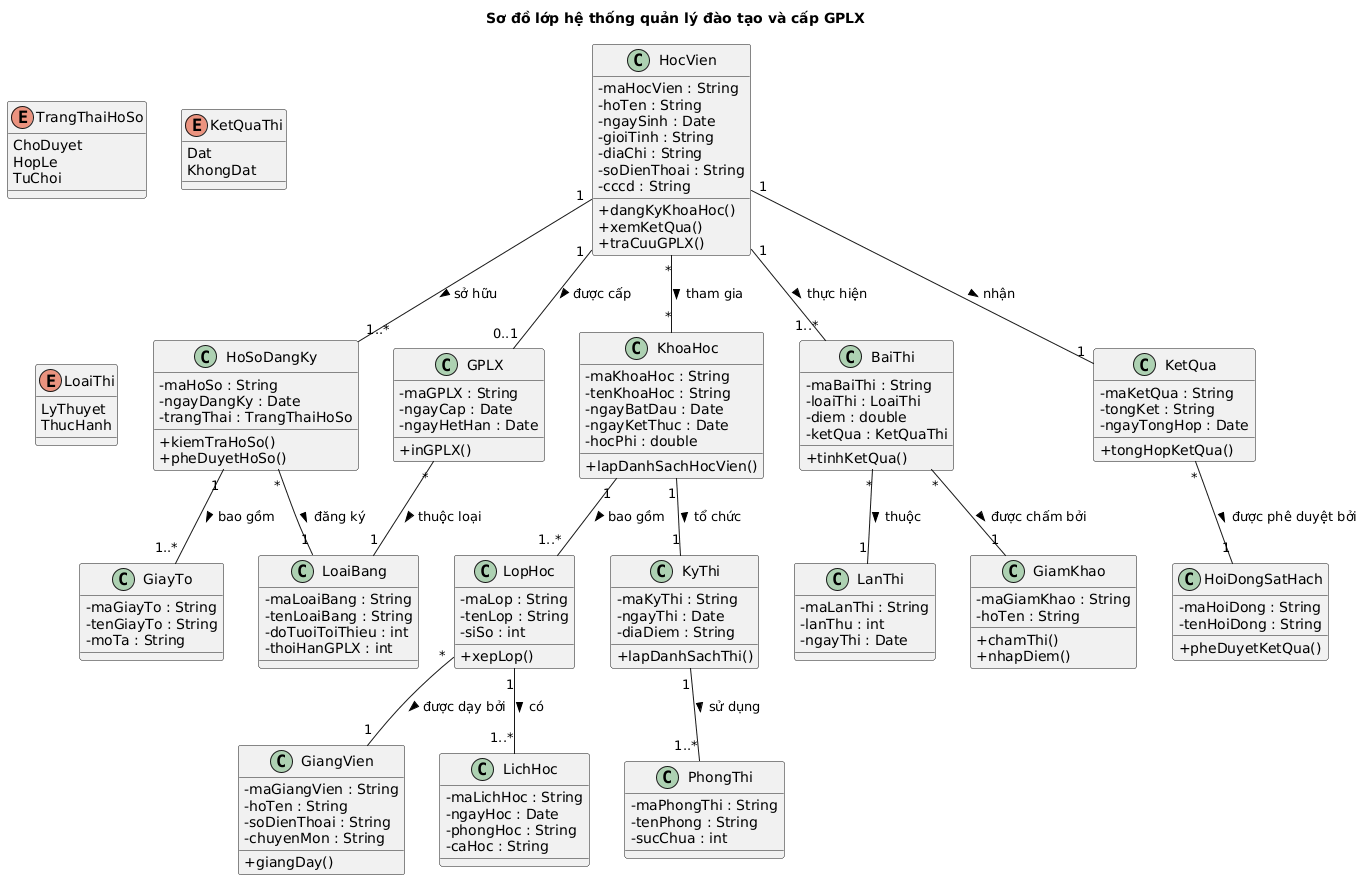 Sơ đồ lớp hệ thống quản lý đào tạo và cấp GPLX
C HocVien
-maHocVien : String
-hoTen : String
-ngaySinh : Date
-gioiTinh : String
-diaChi : String
-soDienThoai : String
-cccd : String
+dangKyKhoaHoc()
+xemKetQua()
+traCuuGPLX()
E TrangThaiHoSo
ChoDuyet
HopLe
TuChoi
E KetQuaThi
Dat
KhongDat
1
1
*
1
1
sở hữu
được cấp
tham gia
thực hiện
nhận
1..*
0..1
*
1..*
1
E LoaiThi
LyThuyet
ThucHanh
C HoSoDangKy
-maHoSo : String
-ngayDangKy : Date
-trangThai : TrangThaiHoSo
+kiemTraHoSo()
+pheDuyetHoSo()
C GPLX
-maGPLX : String
-ngayCap : Date
-ngayHetHan : Date
+inGPLX()
C KhoaHoc
-maKhoaHoc : String
-tenKhoaHoc : String
-ngayBatDau : Date
-ngayKetThuc : Date
-hocPhi : double
+lapDanhSachHocVien()
C BaiThi
-maBaiThi : String
-loaiThi : LoaiThi
-diem : double
-ketQua : KetQuaThi
+tinhKetQua()
C KetQua
-maKetQua : String
-tongKet : String
-ngayTongHop : Date
+tongHopKetQua()
1
*
*
1
1
*
*
*
bao gồm
đăng ký
thuộc loại
bao gồm
tổ chức
thuộc
được chấm bởi
được phê duyệt bởi
1..*
1
1
1..*
1
1
1
1
C GiayTo
-maGiayTo : String
-tenGiayTo : String
-moTa : String
C LoaiBang
-maLoaiBang : String
-tenLoaiBang : String
-doTuoiToiThieu : int
-thoiHanGPLX : int
C LopHoc
-maLop : String
-tenLop : String
-siSo : int
+xepLop()
C KyThi
-maKyThi : String
-ngayThi : Date
-diaDiem : String
+lapDanhSachThi()
C LanThi
-maLanThi : String
-lanThu : int
-ngayThi : Date
C GiamKhao
-maGiamKhao : String
-hoTen : String
+chamThi()
+nhapDiem()
C HoiDongSatHach
-maHoiDong : String
-tenHoiDong : String
+pheDuyetKetQua()
*
1
1
được dạy bởi
có
sử dụng
1
1..*
1..*
C GiangVien
-maGiangVien : String
-hoTen : String
-soDienThoai : String
-chuyenMon : String
+giangDay()
C LichHoc
-maLichHoc : String
-ngayHoc : Date
-phongHoc : String
-caHoc : String
C PhongThi
-maPhongThi : String
-tenPhong : String
-sucChua : int